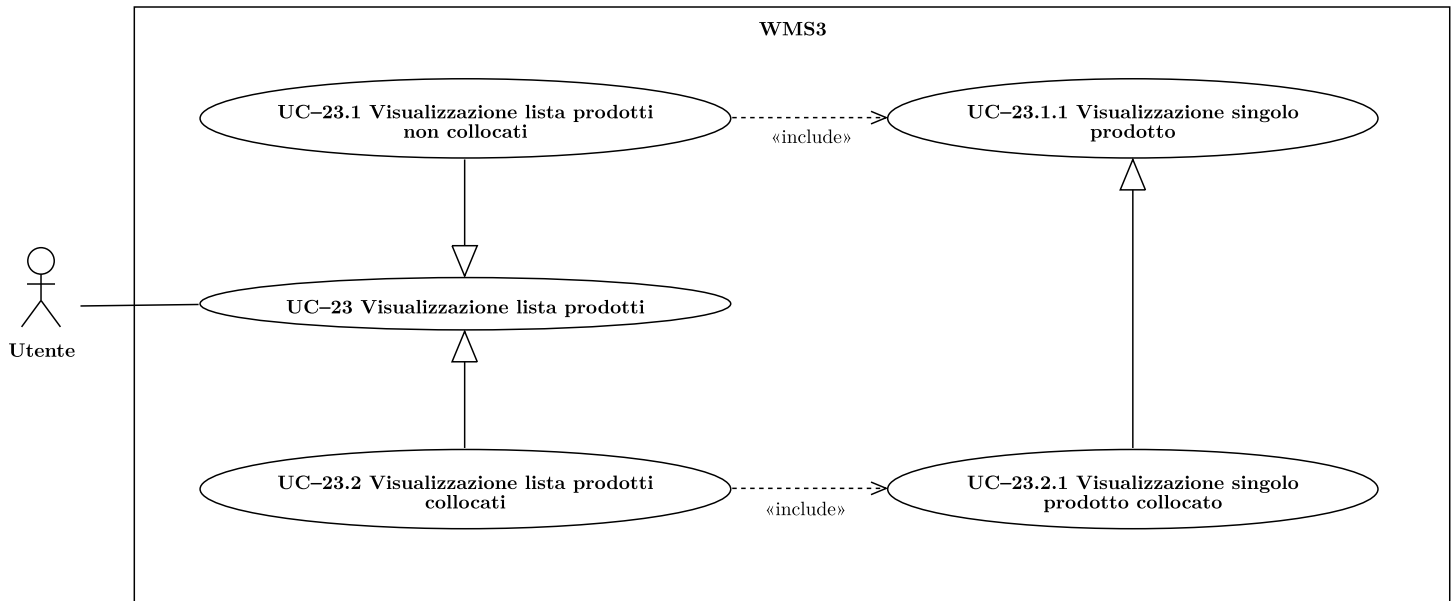 WMS3
UC–23.1 Visualizzazione lista prodotti
non collocati
«include»
UC–23.1.1 Visualizzazione singolo
prodotto
UC–23 Visualizzazione lista prodotti
Utente
UC–23.2 Visualizzazione lista prodotti
collocati
«include»
UC–23.2.1 Visualizzazione singolo
prodotto collocato